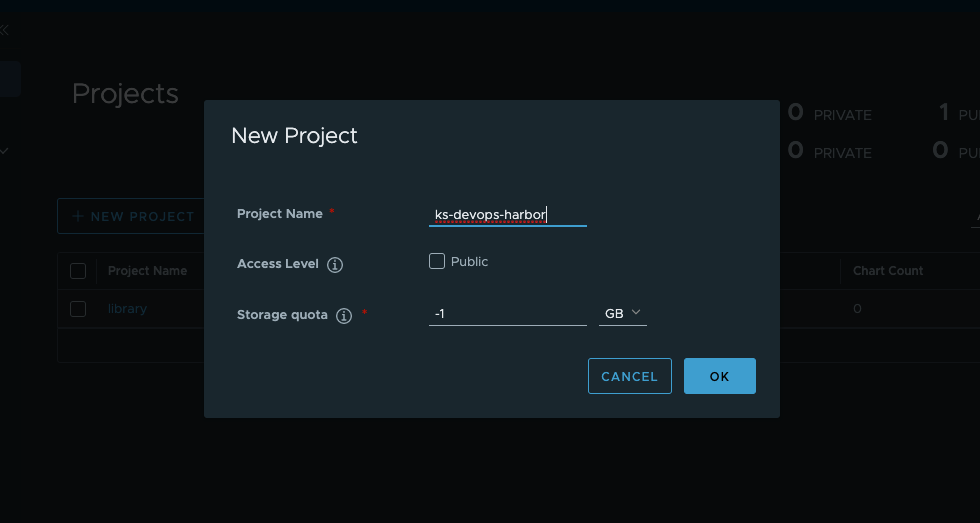 Projects
0 PRIVATE 1 PU
0 PRIVATE 0 PU
New Project
+ NEW PROJECT
Project Name *
ks-devops-harbor
Access Level
Public
Storage quota *
-1 GB
CANCEL OK
Project Name Chart Count
library 0